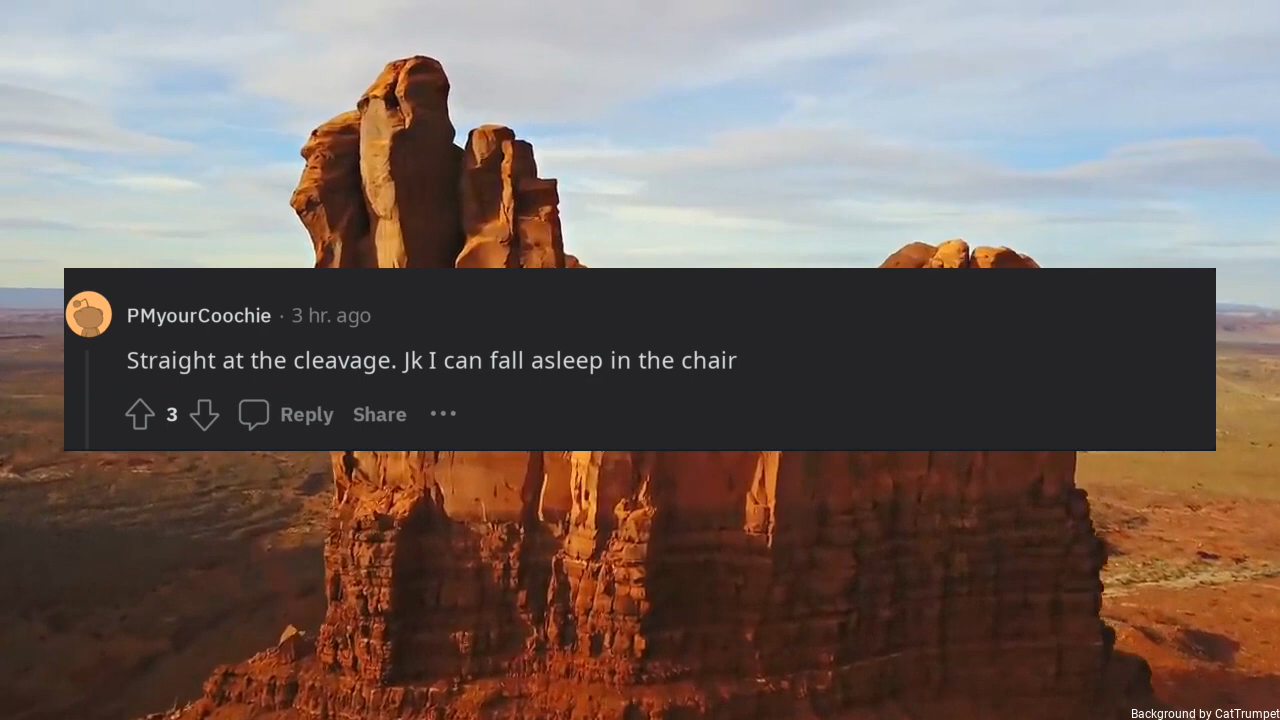 PMyourCoochie · 3 hr. ago
Straight at the cleavage. Jk I can fall asleep in the chair
3 Reply Share ...
Background by CatTrumpet